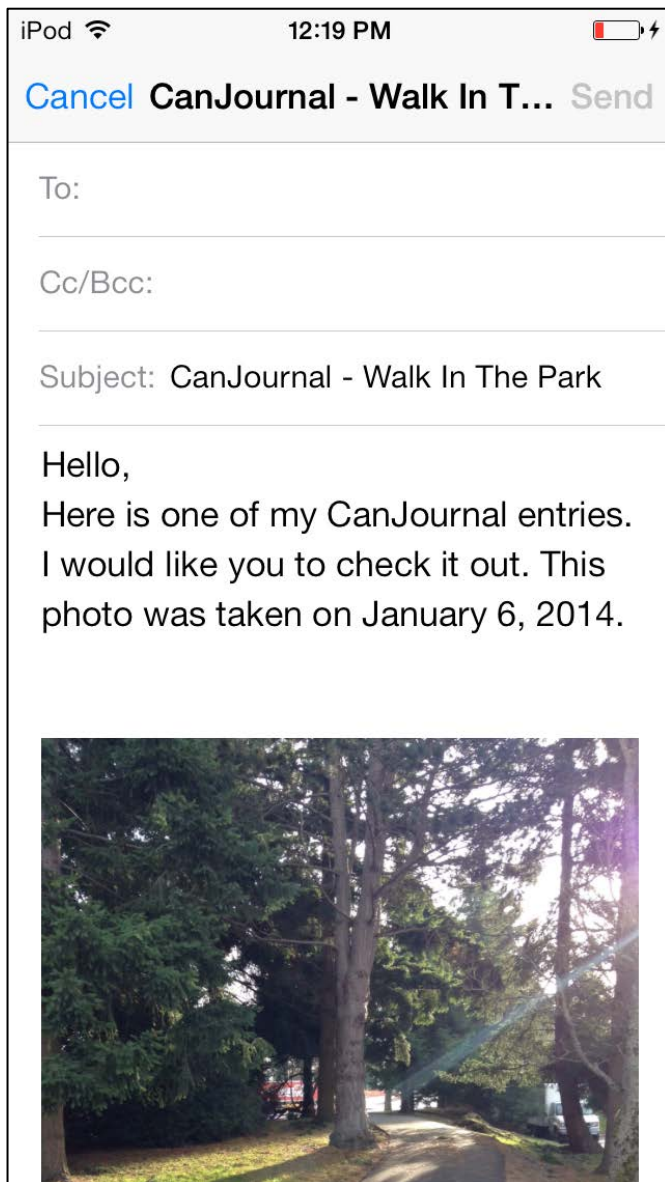 iPod 12:19 PM
Cancel CanJournal - Walk In T... Send
To:
Cc/Bcc:
Subject: CanJournal - Walk In The Park
Hello,
Here is one of my CanJournal entries.
I would like you to check it out. This
photo was taken on January 6, 2014.